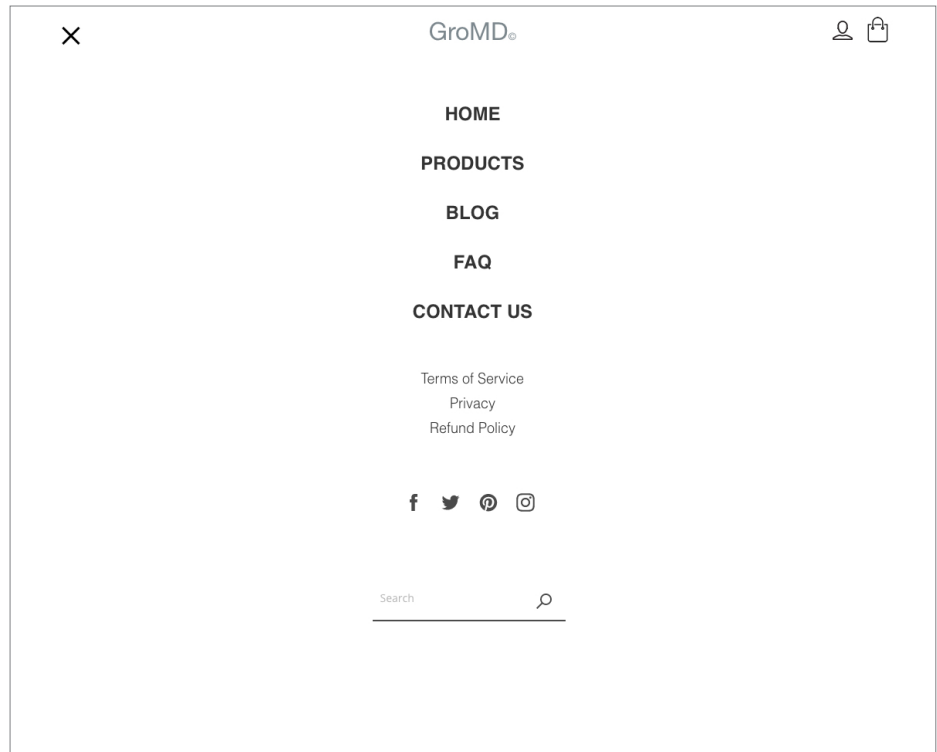 GroMD©
HOME
PRODUCTS
BLOG
FAQ
CONTACT US
Terms of Service
Privacy
Refund Policy
Search